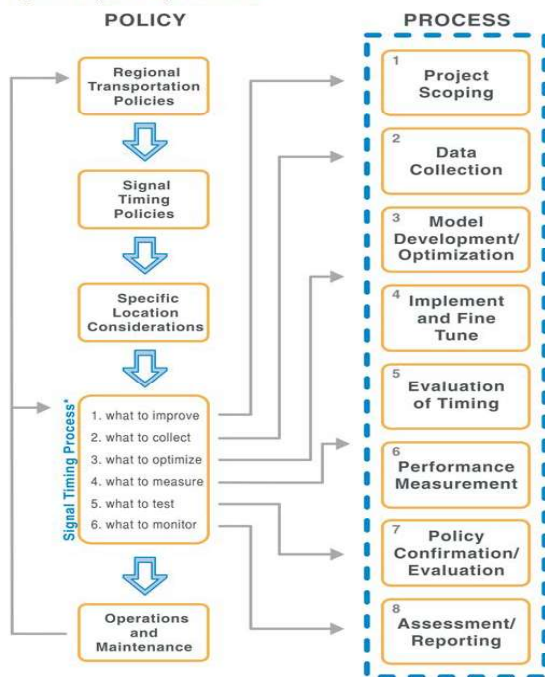 POLICY
Regional
Transportation
Policies
Signal
Timing
Policies
Specific
Location
Considerations
Signal Timing Process*
1. what to improve
2. what to collect
3. what to optimize
4. what to measure
5. what to test
6. what to monitor
Operations
and
Maintenance
PROCESS
1
Project
Scoping
2
Data
Collection
3
Model
Development/
Optimization
4
Implement
and Fine
Tune
5
Evaluation
of Timing
6
Performance
Measurement
7
Policy
Confirmation/
Evaluation
8
Assessment/
Reporting